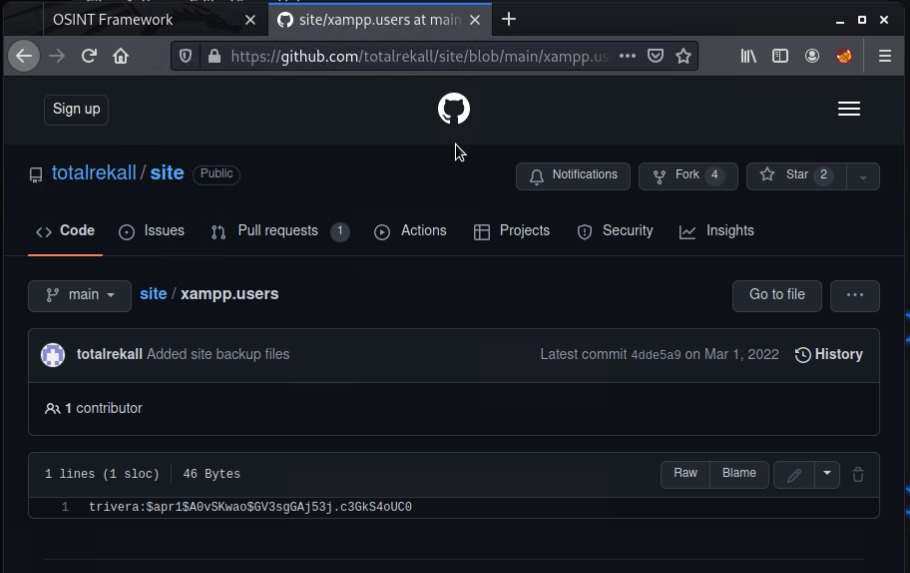 OSINT Framework
site/xampp.users at main
https://github.com/totalrekall/site/blob/main/xampp.us
Sign up
totalrekall / site Public
Notifications Fork 4 Star 2
Code Issues Pull requests 1 Actions Projects Security Insights
main site / xampp.users Go to file
totalrekall Added site backup files Latest commit 4dde5a9 on Mar 1, 2022 History
1 contributor
1 lines (1 sloc) 46 Bytes Raw Blame
1 trivera:$apr1$A0vSKwao$GV3sgGAj53j.c3GkS4oUC0